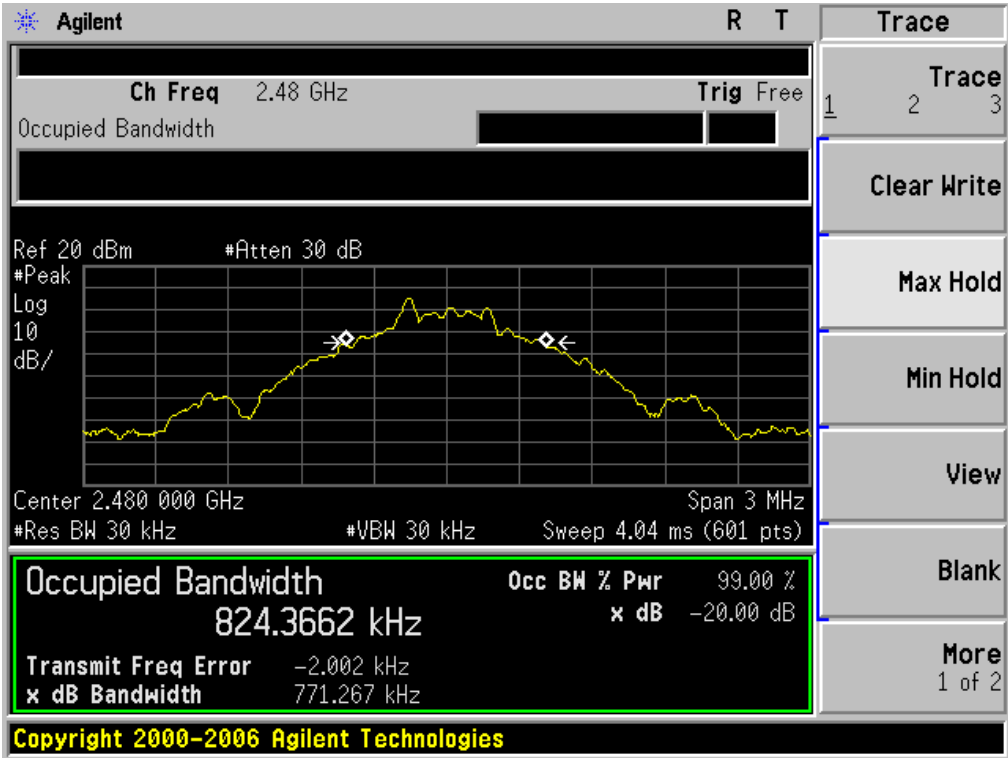 Agilent R T Trace
Ch Freq 2.48 GHz Trig Free
Occupied Bandwidth
Trace
1 2 3
Clear Write
Max Hold
Min Hold
View
Blank
More
1 of 2
Ref 20 dBm #Atten 30 dB
#Peak
Log
10
dB/
Center 2.480 000 GHz Span 3 MHz
#Res BW 30 kHz #VBW 30 kHz Sweep 4.04 ms (601 pts)
Occupied Bandwidth Occ BW % Pwr 99.00 %
824.3662 kHz x dB -20.00 dB
Transmit Freq Error -2.002 kHz
x dB Bandwidth 771.267 kHz
Copyright 2000-2006 Agilent Technologies